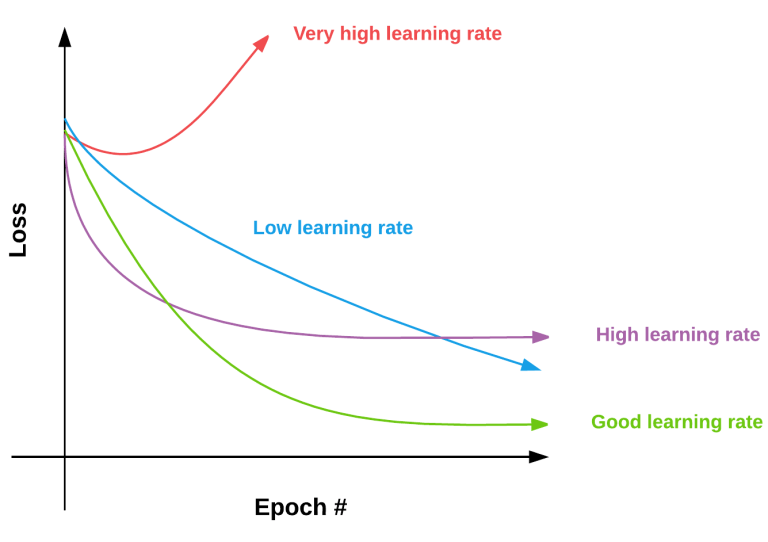 Very high learning rate
Loss
Low learning rate
High learning rate
Good learning rate
Epoch #